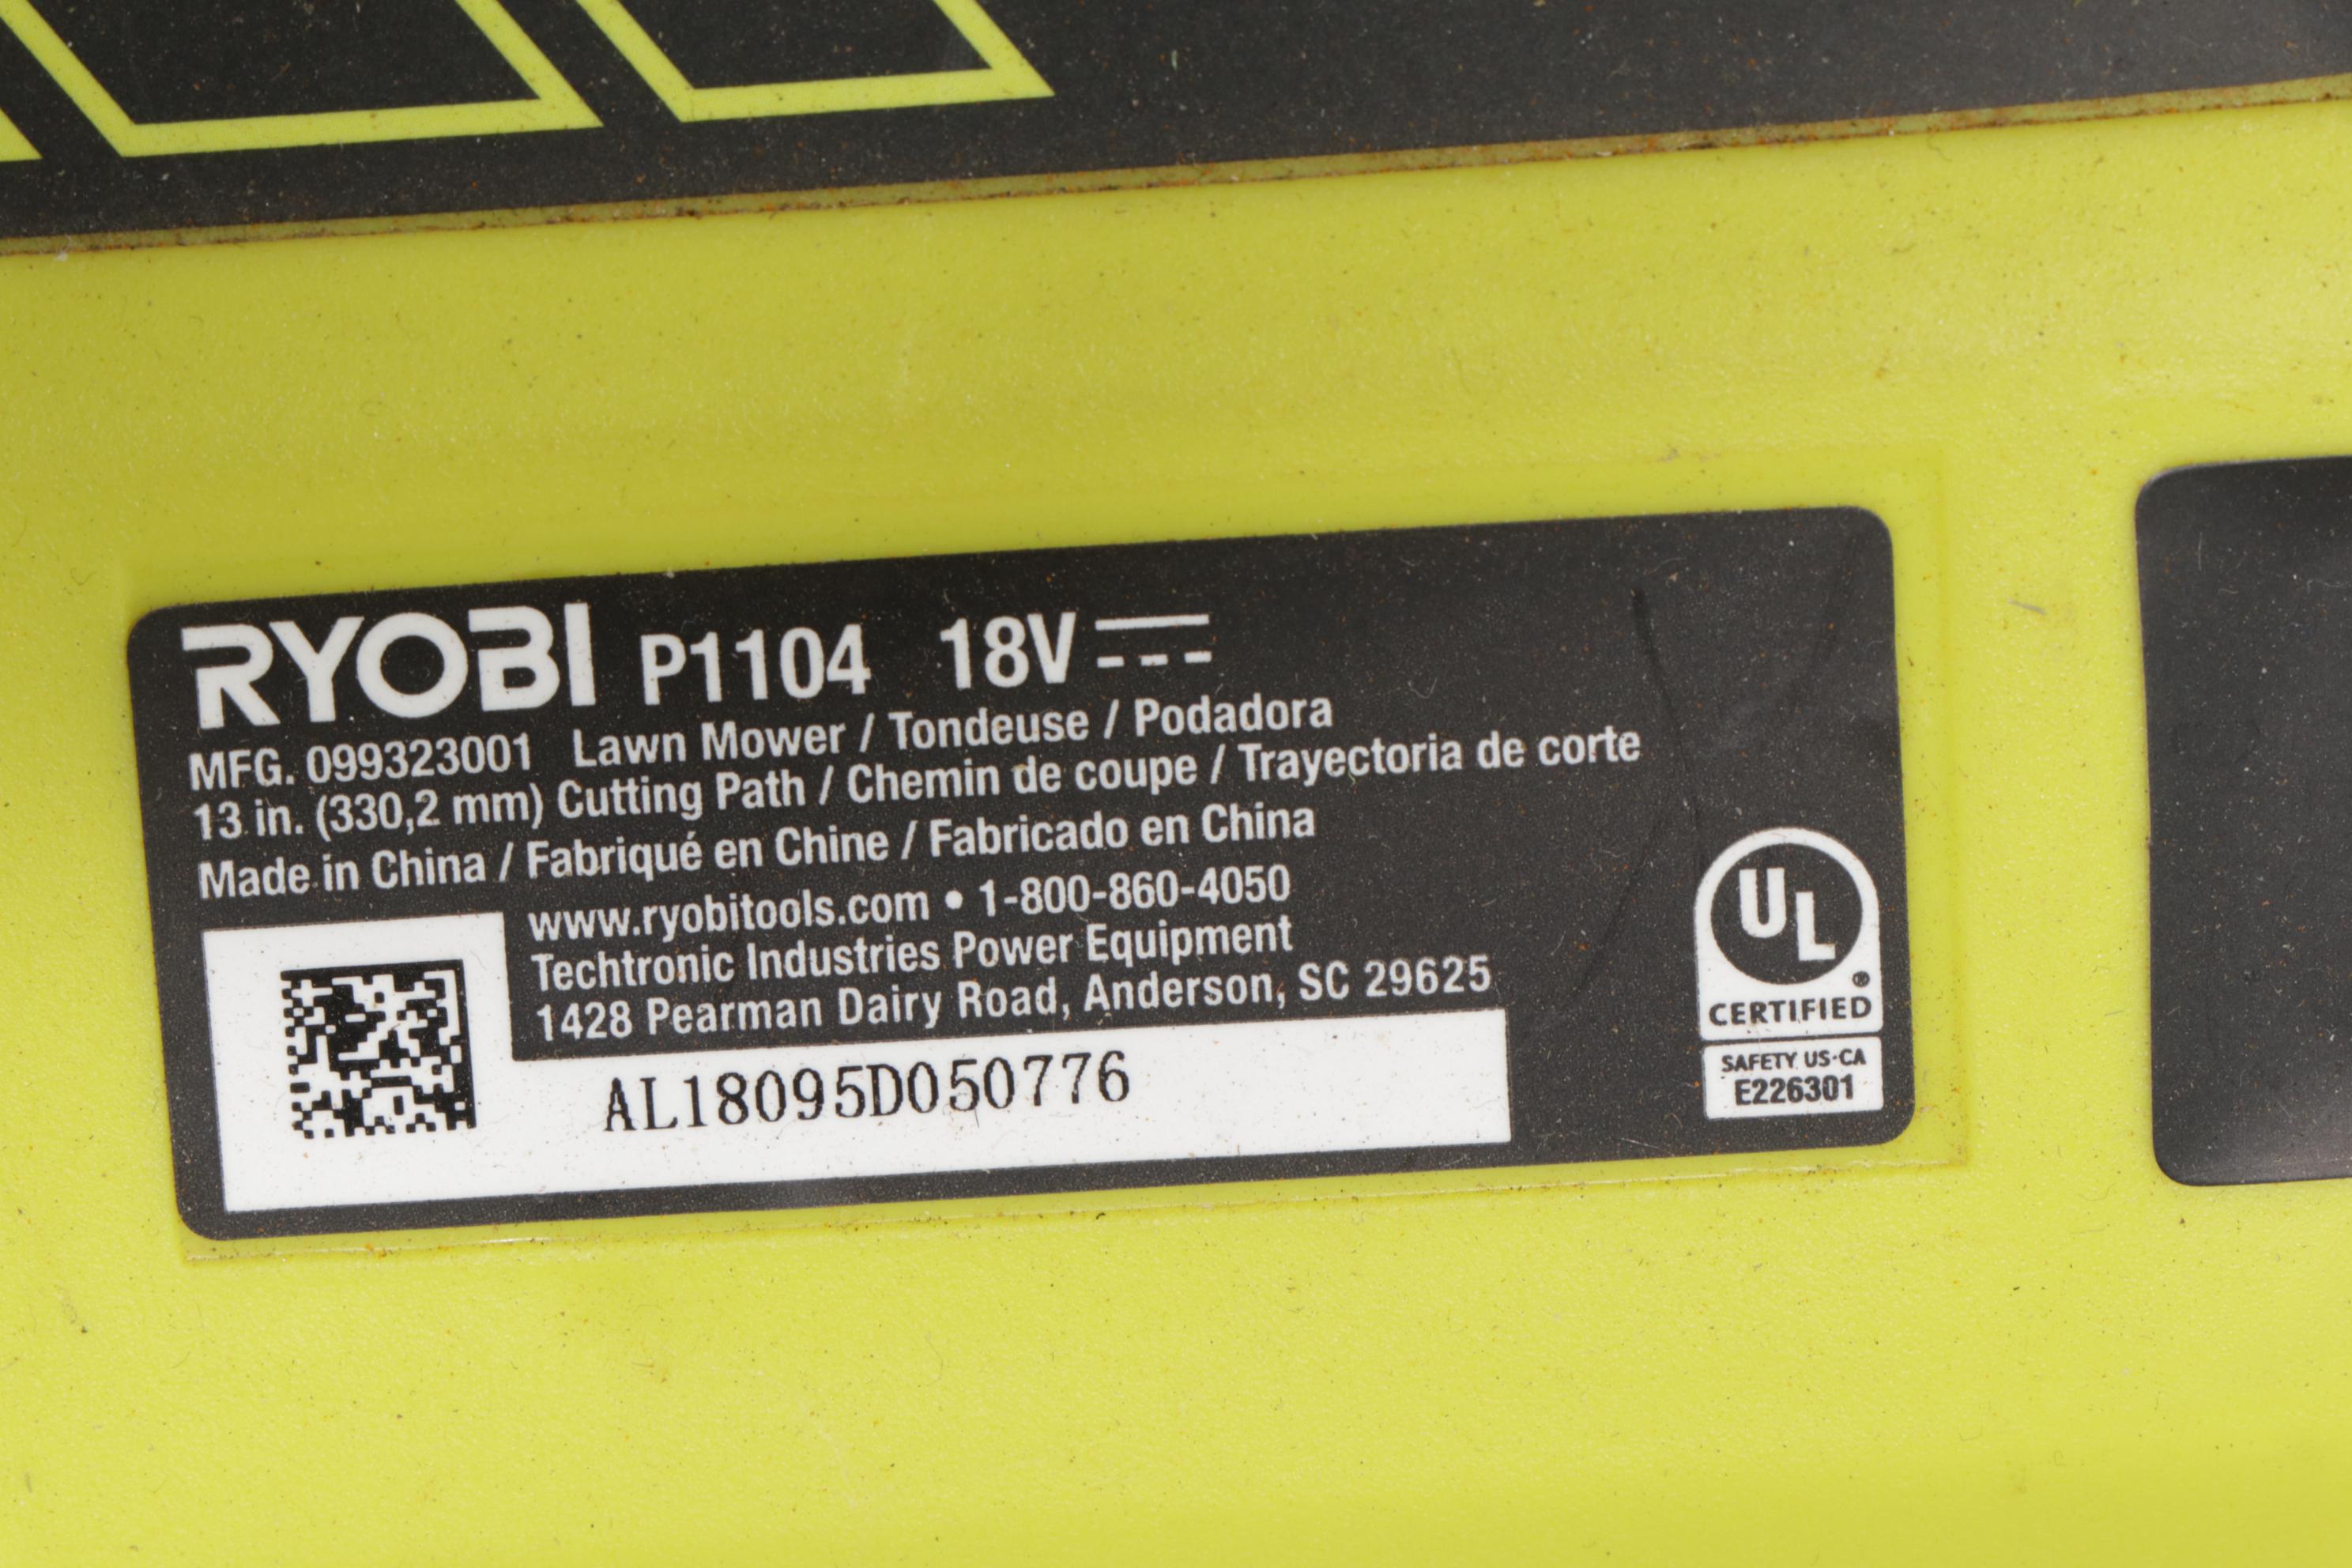 RYOBI P1104 18V
MFG. 099323001 Lawn Mower / Tondeuse / Podadora
13 in. (330,2 mm) Cutting Path / Chemin de coupe / Trayectoria de corte
Made in China / Fabriqué en Chine / Fabricado en China
www.ryobitools.com • 1-800-860-4050
Techtronic Industries Power Equipment
1428 Pearman Dairy Road, Anderson, SC 29625
AL18095D050776
UL
CERTIFIED
SAFETY US-CA
E226301